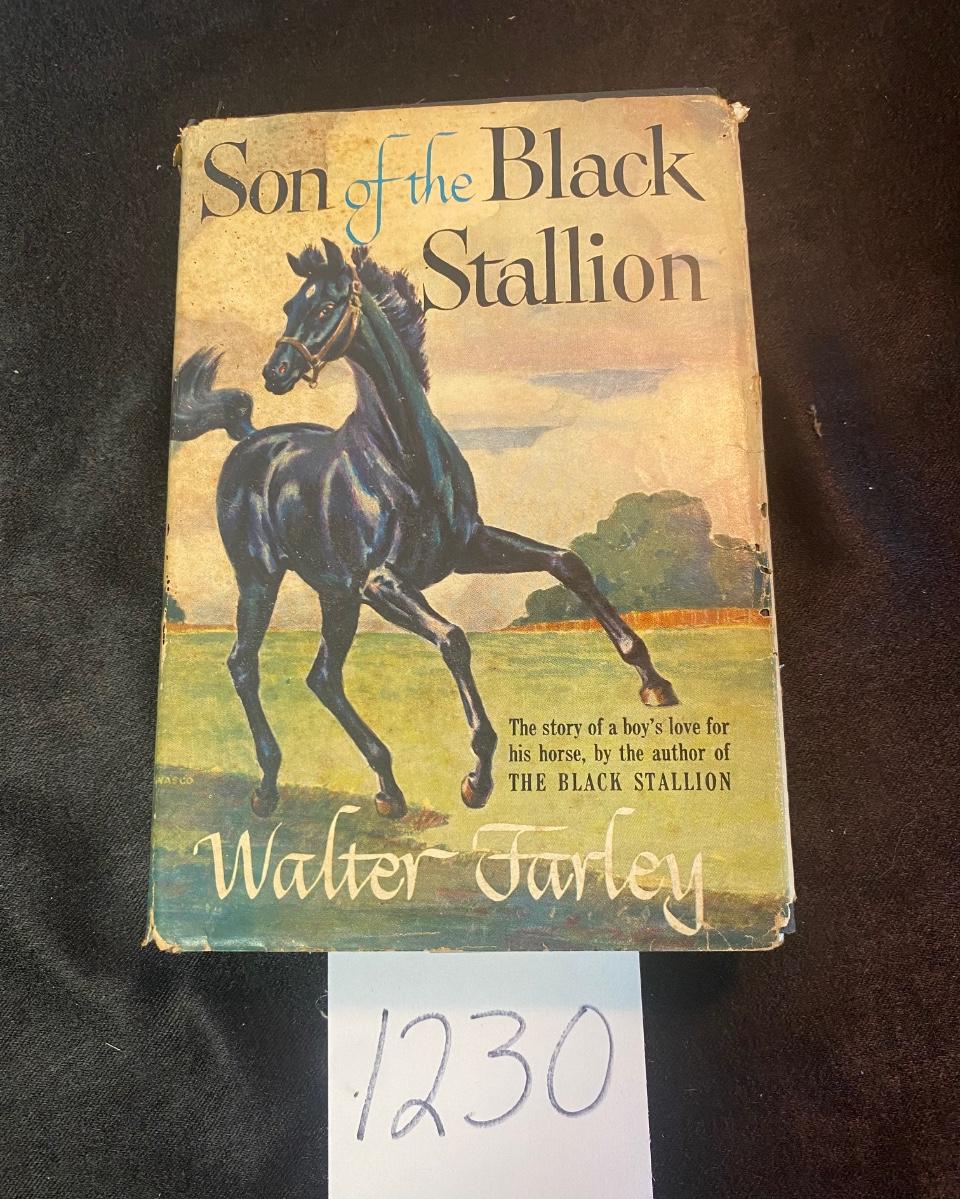 Son of the Black
Stallion
The story of a boy's love for
his horse, by the author of
THE BLACK STALLION
WASCO
Walter Farley
1230